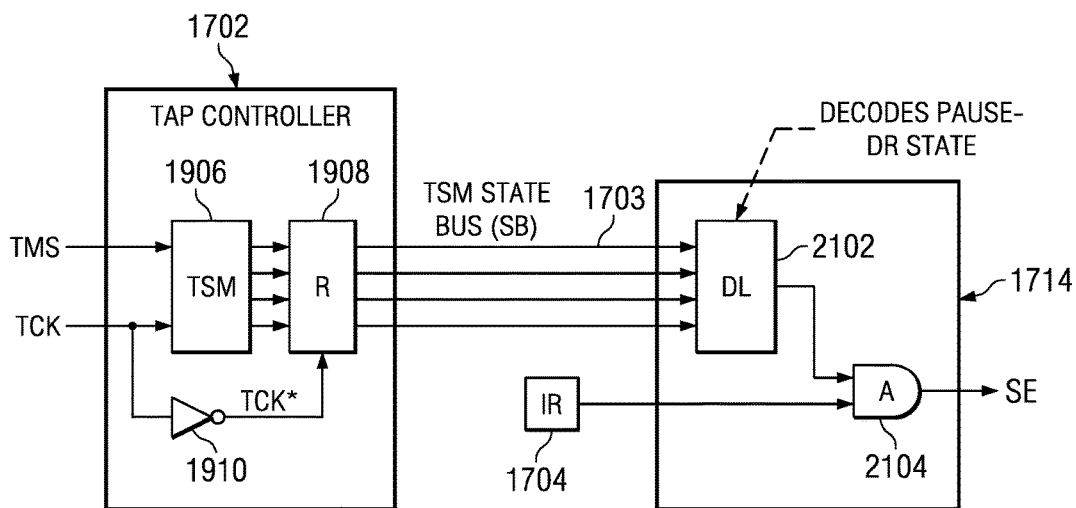 1702
TAP CONTROLLER
DECODES PAUSE-
DR STATE
1906
1908
TSM STATE
BUS (SB)
1703
TMS
2102
TSM
R
DL
1714
TCK
TCK*
IR
A
SE
1910
1704
2104